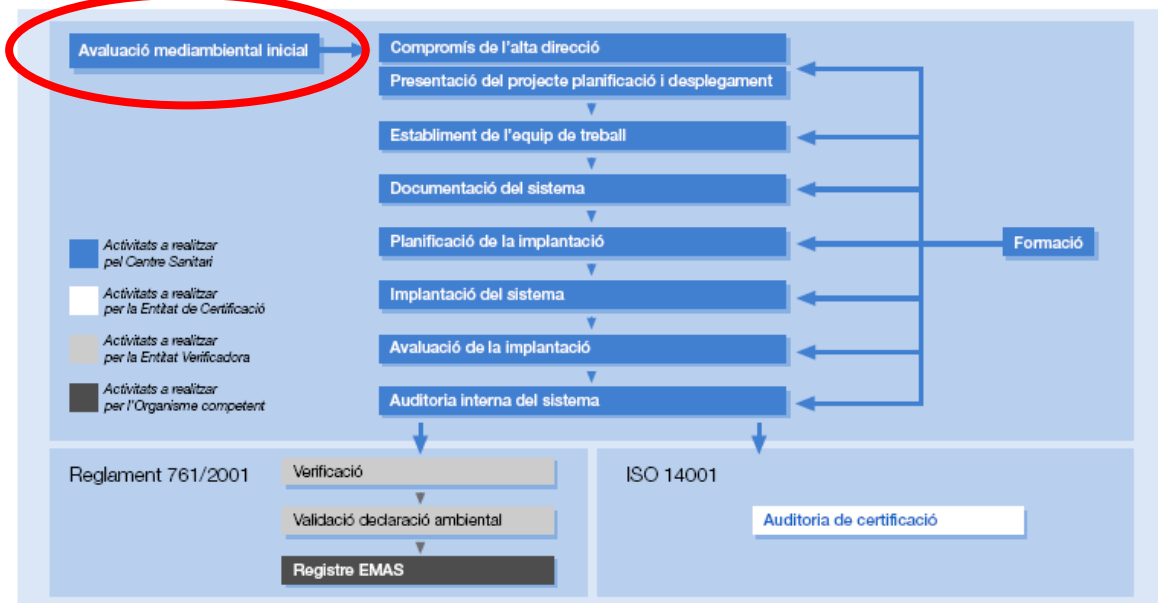 Avaluació mediambiental inicial
Compromís de l'alta direcció
Presentació del projecte planificació i desplegament
Establiment de l'equip de treball
Documentació del sistema
Planificació de la implantació
Formació
Implantació del sistema
Avaluació de la implantació
Auditoria interna del sistema
Activitats a realitzar
pel Centre Sanitari
Activitats a realitzar
per la Entitat de Certificació
Activitats a realitzar
per la Entitat Verificadora
Activitats a realitzar
per l'Organisme competent
Reglament 761/2001
Verificació
Validació declaració ambiental
Registre EMAS
ISO 14001
Auditoria de certificació